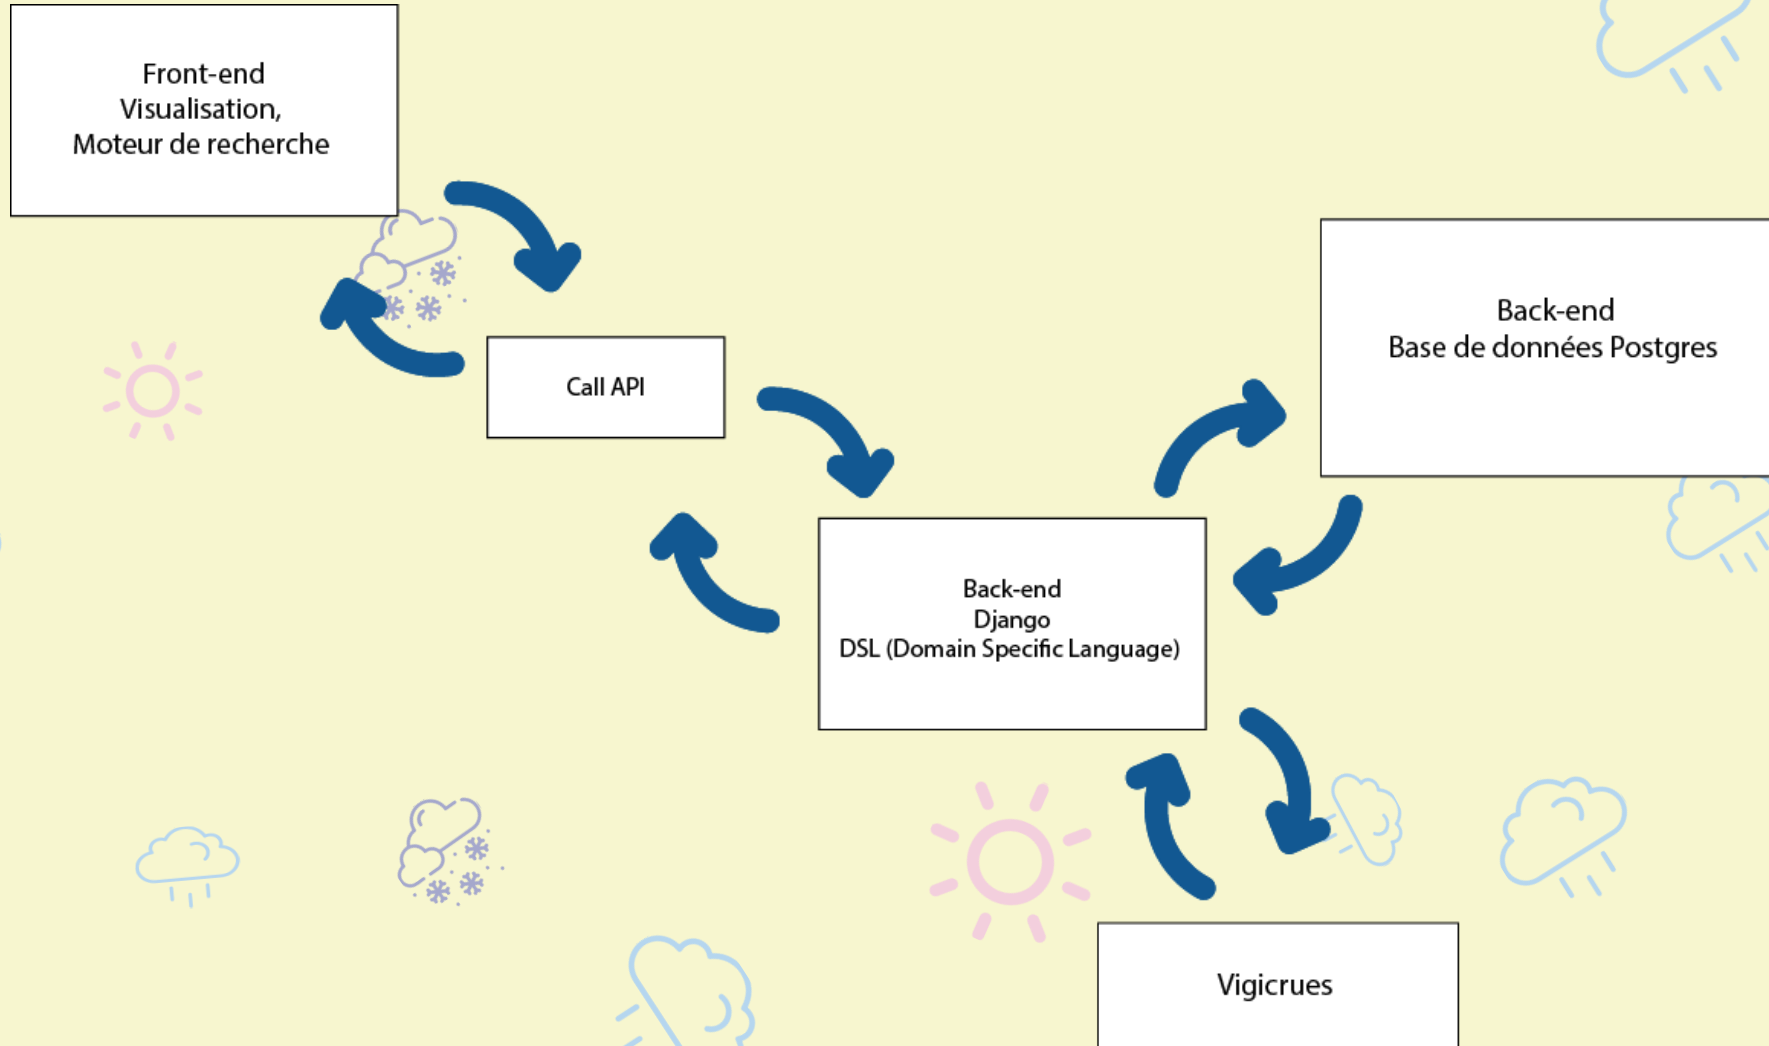 Front-end
Visualisation,
Moteur de recherche
Call API
Back-end
Base de données Postgres
Back-end
Django
DSL (Domain Specific Language)
Vigicrues